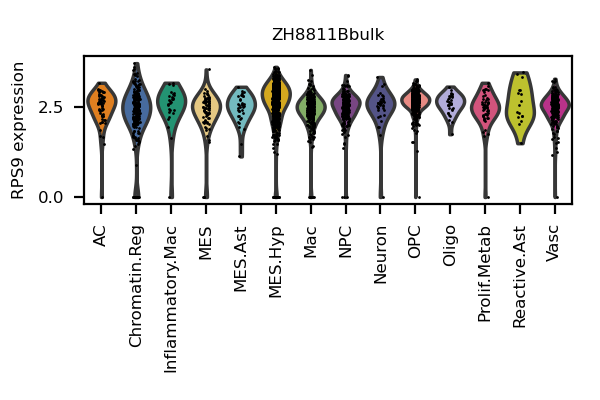 ZH8811Bbulk
RPS9 expression
2.5
0.0
AC
Chromatin.Reg
Inflammatory.Mac
MES
MES.Ast
MES.Hyp
Mac
NPC
Neuron
OPC
Oligo
Prolif.Metab
Reactive.Ast
Vasc